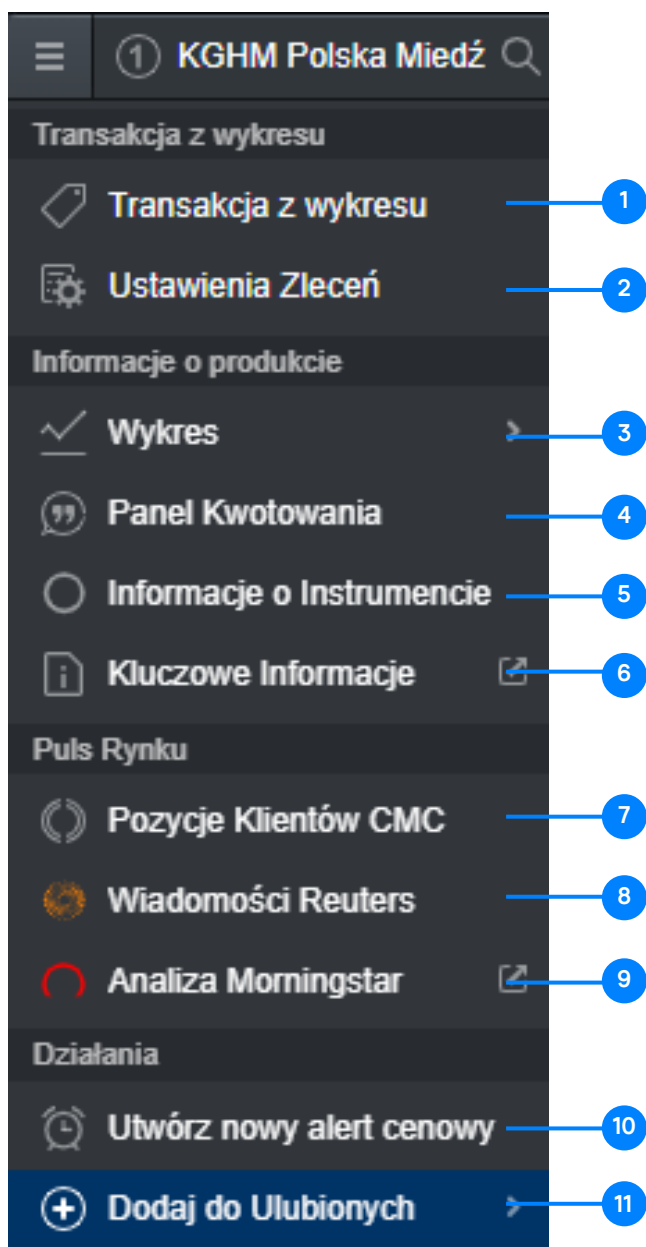 1 KGHM Polska Miedź
Transakcja z wykresu
Transakcja z wykresu 1
Ustawienia Zleceń 2
Informacje o produkcie
Wykres 3
Panel Kwotowania 4
Informacje o Instrumencie 5
Kluczowe Informacje 6
Puls Rynku
Pozycje Klientów CMC 7
Wiadomości Reuters 8
Analiza Morningstar 9
Działania
Utwórz nowy alert cenowy 10
Dodaj do Ulubionych 11